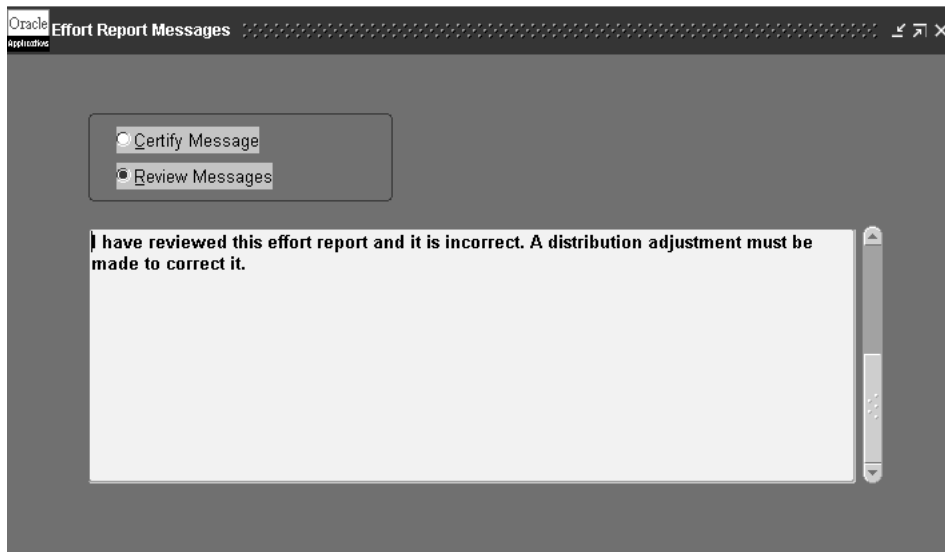 Oracle
Applications
Effort Report Messages
Certify Message
Review Messages
I have reviewed this effort report and it is incorrect. A distribution adjustment must be
made to correct it.